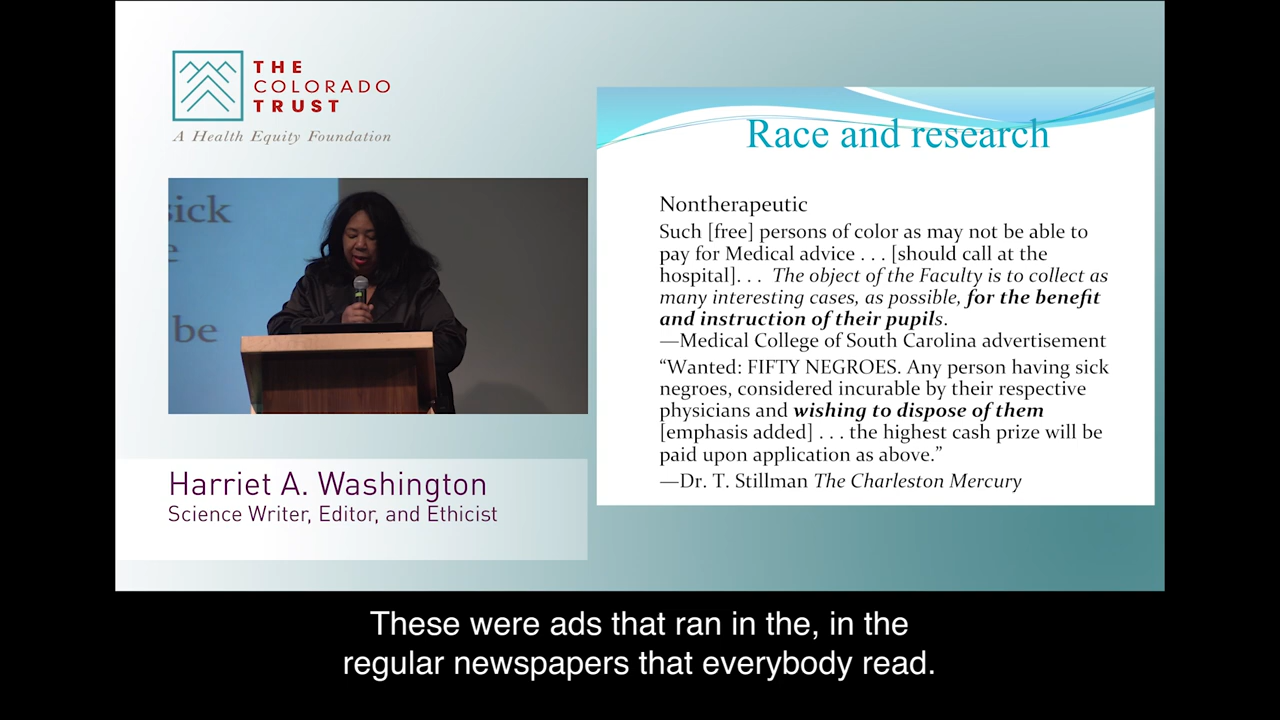 THE
COLORADO
TRUST
A Health Equity Foundation
sick
be
Harriet A. Washington
Science Writer, Editor, and Ethicist
Race and research
Nontherapeutic
Such [free] persons of color as may not be able to
pay for Medical advice . . . [should call at the
hospital]. . . The object of the Faculty is to collect as
many interesting cases, as possible, for the benefit
and instruction of their pupils.
—Medical College of South Carolina advertisement
“Wanted: FIFTY NEGROES. Any person having sick
negroes, considered incurable by their respective
physicians and wishing to dispose of them
[emphasis added] . . . the highest cash prize will be
paid upon application as above.”
—Dr. T. Stillman The Charleston Mercury
These were ads that ran in the, in the
regular newspapers that everybody read.